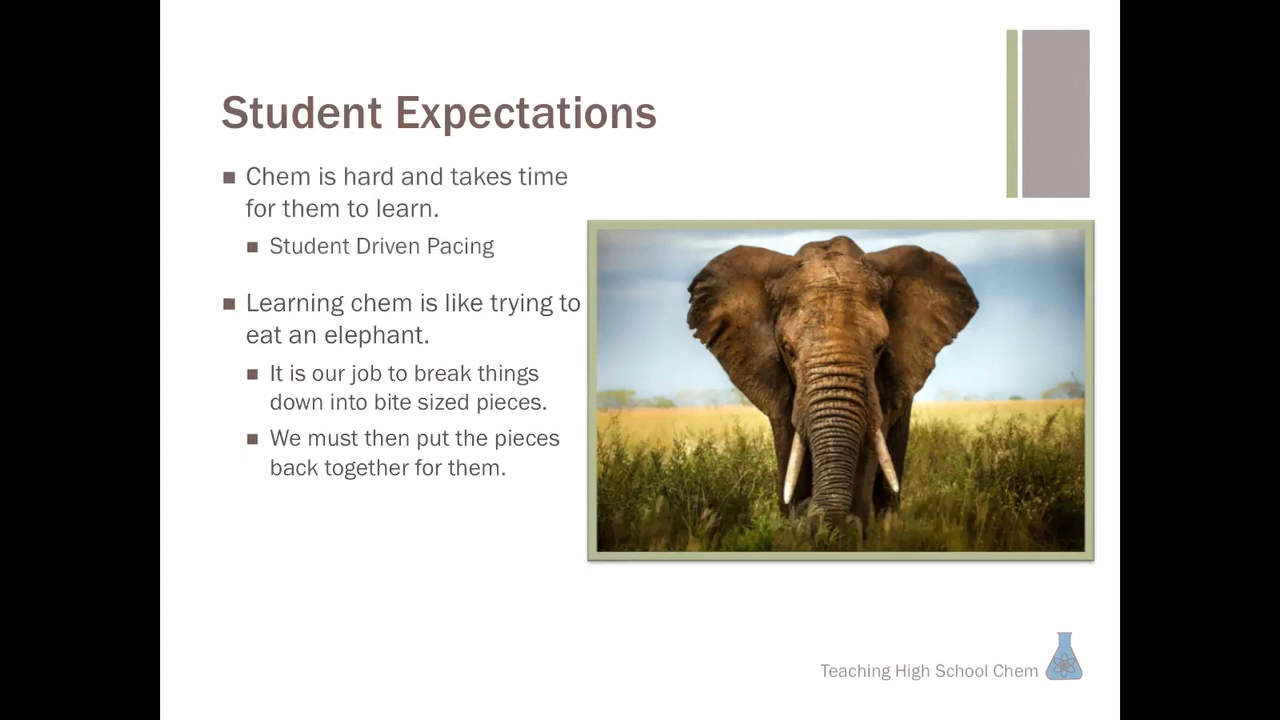 Student Expectations
Chem is hard and takes time
for them to learn.
Student Driven Pacing
Learning chem is like trying to
eat an elephant.
It is our job to break things
down into bite sized pieces.
We must then put the pieces
back together for them.
Teaching High School Chem